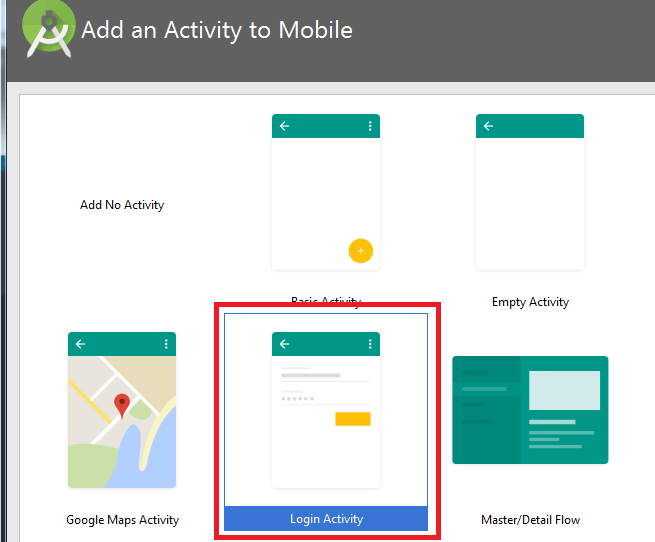 Add an Activity to Mobile
Add No Activity
Basic Activity
Empty Activity
Google Maps Activity
Login Activity
Master/Detail Flow